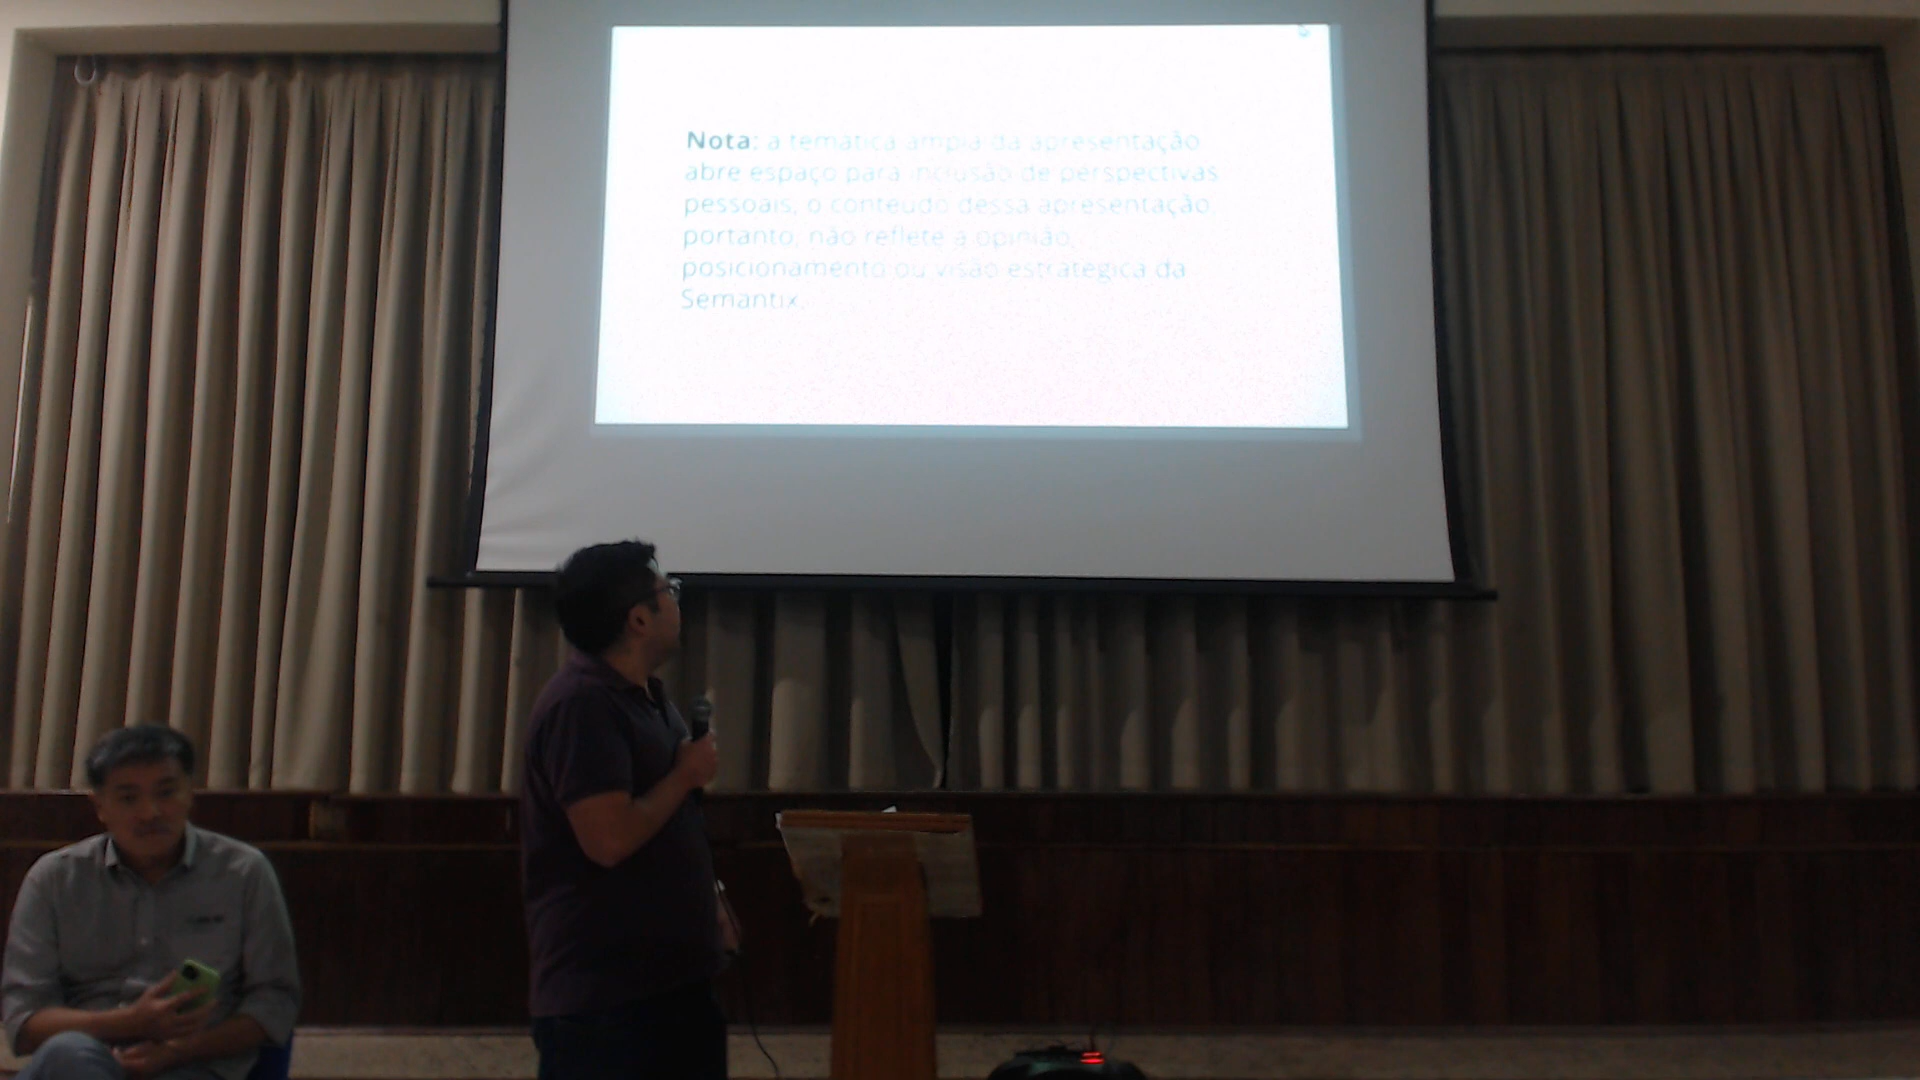 Nota: a temática ampla da apresentação
abre espaço para inclusão de perspectivas
pessoais, o conteúdo dessa apresentação,
portanto, não reflete a opinião,
posicionamento ou visão estratégica da
Semantix.